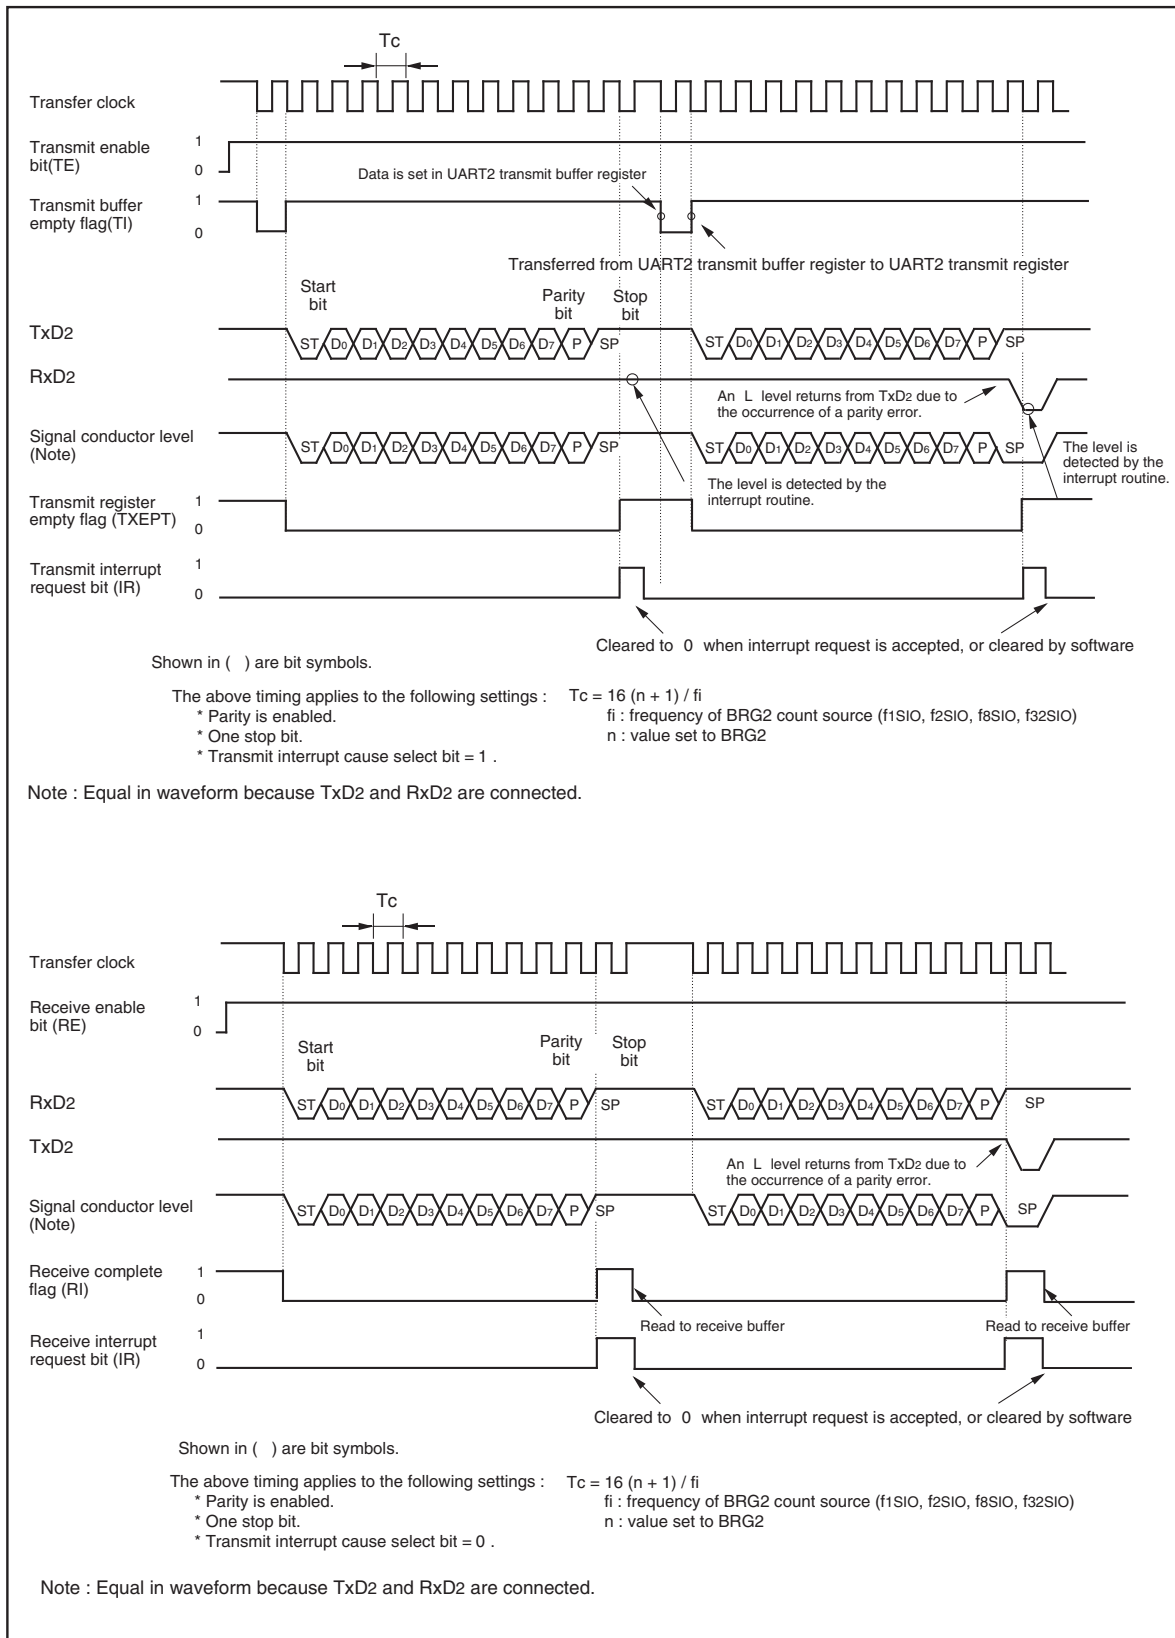 Tc
Transfer clock
Transmit enable
bit(TE)
1
0
Data is set in UART2 transmit buffer register
Transmit buffer
empty flag(TI)
1
0
Transferred from UART2 transmit buffer register to UART2 transmit register
Start
bit
Parity
bit
Stop
bit
TxD2
ST D0 D1 D2 D3 D4 D5 D6 D7 P SP
ST D0 D1 D2 D3 D4 D5 D6 D7 P SP
RxD2
An L level returns from TxD2 due to
the occurrence of a parity error.
Signal conductor level
(Note)
ST D0 D1 D2 D3 D4 D5 D6 D7 P SP
ST D0 D1 D2 D3 D4 D5 D6 D7 P SP
The level is
detected by the
interrupt routine.
The level is detected by the
interrupt routine.
Transmit register
empty flag (TXEPT)
1
0
Transmit interrupt
request bit (IR)
1
0
Cleared to 0 when interrupt request is accepted, or cleared by software
Shown in ( ) are bit symbols.
The above timing applies to the following settings :
* Parity is enabled.
* One stop bit.
* Transmit interrupt cause select bit = 1 .
Tc = 16 (n + 1) / fi
fi : frequency of BRG2 count source (f1SIO, f2SIO, f8SIO, f32SIO)
n : value set to BRG2
Note : Equal in waveform because TxD2 and RxD2 are connected.
Tc
Transfer clock
Receive enable
bit (RE)
1
0
Start
bit
Parity
bit
Stop
bit
RxD2
ST D0 D1 D2 D3 D4 D5 D6 D7 P SP
ST D0 D1 D2 D3 D4 D5 D6 D7 P SP
TxD2
An L level returns from TxD2 due to
the occurrence of a parity error.
Signal conductor level
(Note)
ST D0 D1 D2 D3 D4 D5 D6 D7 P SP
ST D0 D1 D2 D3 D4 D5 D6 D7 P SP
Receive complete
flag (RI)
1
0
Read to receive buffer
Read to receive buffer
Receive interrupt
request bit (IR)
1
0
Cleared to 0 when interrupt request is accepted, or cleared by software
Shown in ( ) are bit symbols.
The above timing applies to the following settings :
* Parity is enabled.
* One stop bit.
* Transmit interrupt cause select bit = 0 .
Tc = 16 (n + 1) / fi
fi : frequency of BRG2 count source (f1SIO, f2SIO, f8SIO, f32SIO)
n : value set to BRG2
Note : Equal in waveform because TxD2 and RxD2 are connected.